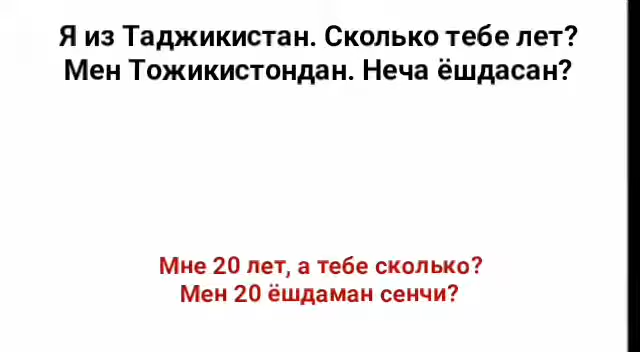 Я из Таджикистан. Сколько тебе лет?
Мен Тожикистондан. Неча ёшдасан?
Мне 20 лет, а тебе сколько?
Мен 20 ёшдаман сенчи?